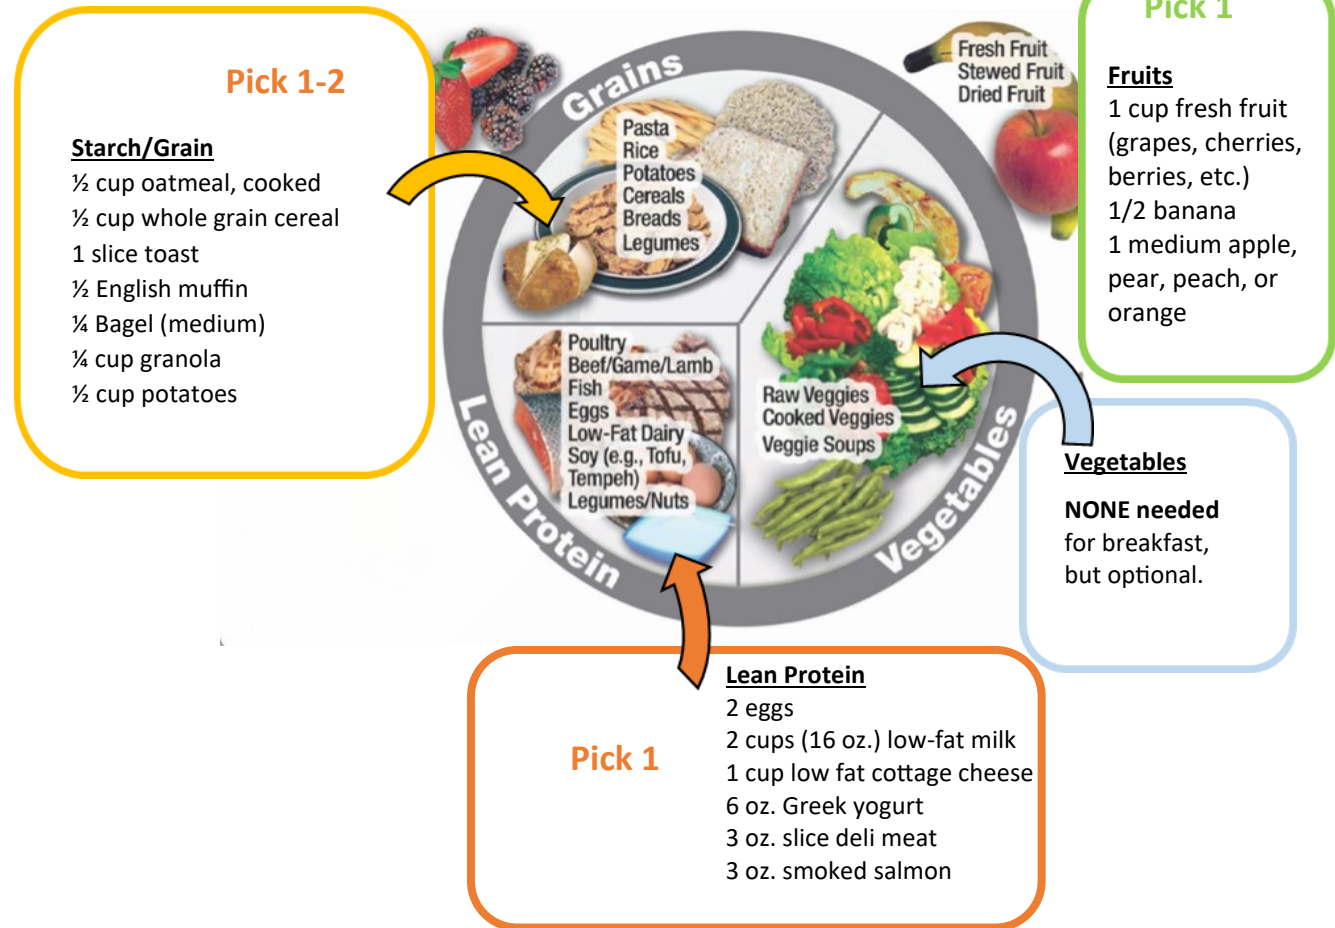 Pick 1-2
Starch/Grain
½ cup oatmeal, cooked
½ cup whole grain cereal
1 slice toast
½ English muffin
¼ Bagel (medium)
¼ cup granola
½ cup potatoes
Grains
Pasta
Rice
Potatoes
Cereals
Breads
Legumes
Fresh Fruit
Stewed Fruit
Dried Fruit
Pick 1
Fruits
1 cup fresh fruit
(grapes, cherries,
berries, etc.)
1/2 banana
1 medium apple,
pear, peach, or
orange
Lean Protein
Poultry
Beef/Game/Lamb
Fish
Eggs
Low-Fat Dairy
Soy (e.g., Tofu,
Tempeh)
Legumes/Nuts
Raw Veggies
Cooked Veggies
Veggie Soups
Vegetables
Vegetables
NONE needed
for breakfast,
but optional.
Pick 1
Lean Protein
2 eggs
2 cups (16 oz.) low-fat milk
1 cup low fat cottage cheese
6 oz. Greek yogurt
3 oz. slice deli meat
3 oz. smoked salmon